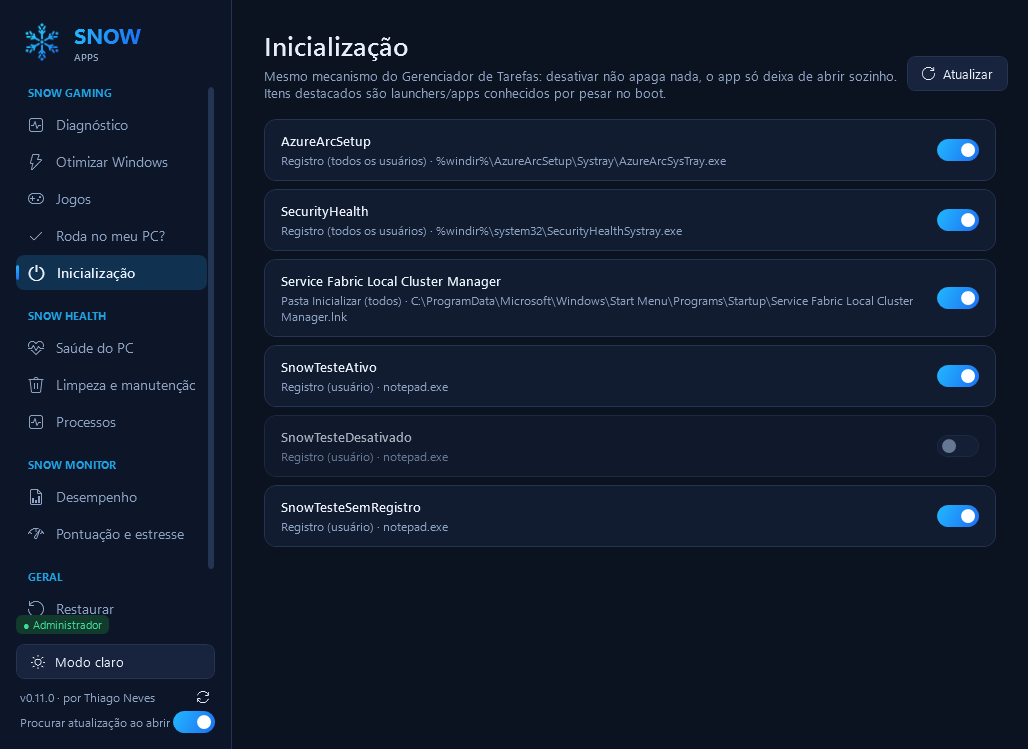 SNOW
APPS
SNOW GAMING
Diagnóstico
Otimizar Windows
Jogos
Roda no meu PC?
Inicialização
SNOW HEALTH
Saúde do PC
Limpeza e manutençã
Processos
SNOW MONITOR
Desempenho
Pontuação e estresse
GERAL
Restaurar
Administrador
Modo claro
v0.11.0 · por Thiago Neves
Procurar atualização ao abrir
Inicialização
Mesmo mecanismo do Gerenciador de Tarefas: desativar não apaga nada, o app só deixa de abrir sozinho.
Itens destacados são launchers/apps conhecidos por pesar no boot.
Atualizar
AzureArcSetup
Registro (todos os usuários) · %windir%\AzureArcSetup\Systray\AzureArcSysTray.exe
SecurityHealth
Registro (todos os usuários) · %windir%\system32\SecurityHealthSystray.exe
Service Fabric Local Cluster Manager
Pasta Inicializar (todos) · C:\ProgramData\Microsoft\Windows\Start Menu\Programs\Startup\Service Fabric Local Cluster
Manager.lnk
SnowTesteAtivo
Registro (usuário) · notepad.exe
SnowTesteDesativado
Registro (usuário) · notepad.exe
SnowTesteSemRegistro
Registro (usuário) · notepad.exe